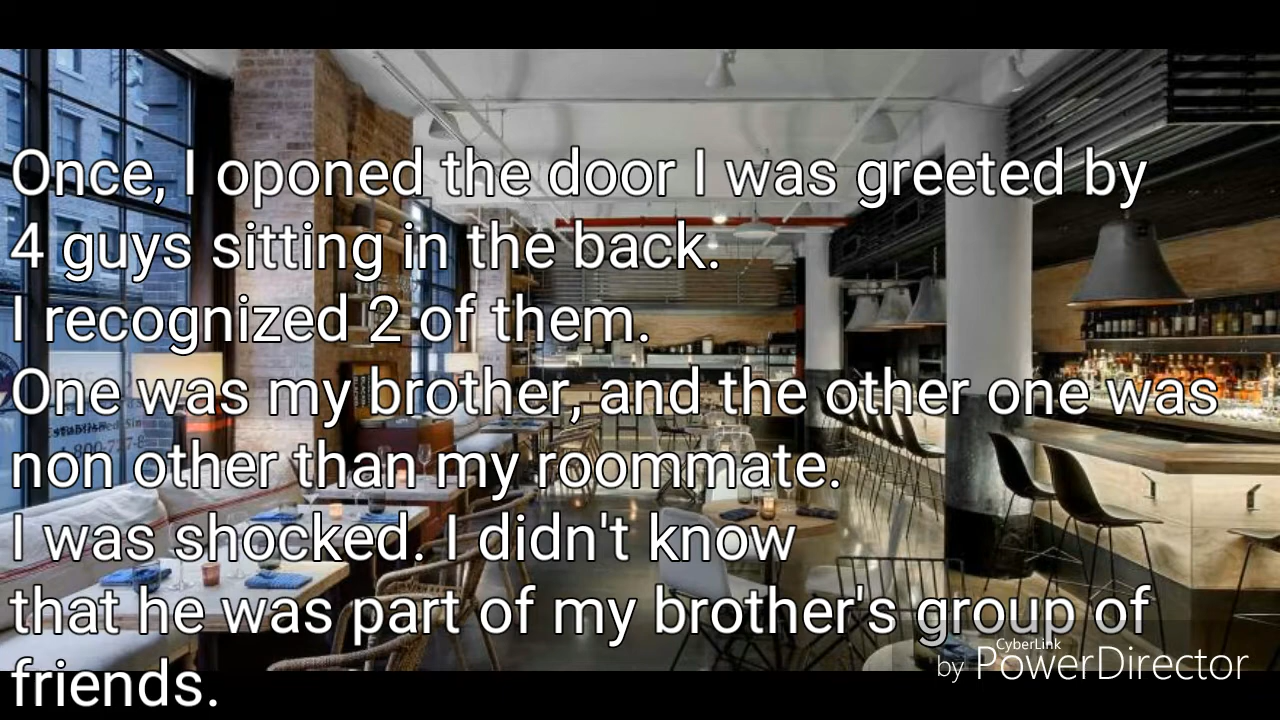 Once, I oponed the door I was greeted by
4 guys sitting in the back.
I recognized 2 of them.
One was my brother, and the other one was
non other than my roommate.
I was shocked. I didn't know
that he was part of my brother's group of
friends.
CyberLink
by PowerDirector